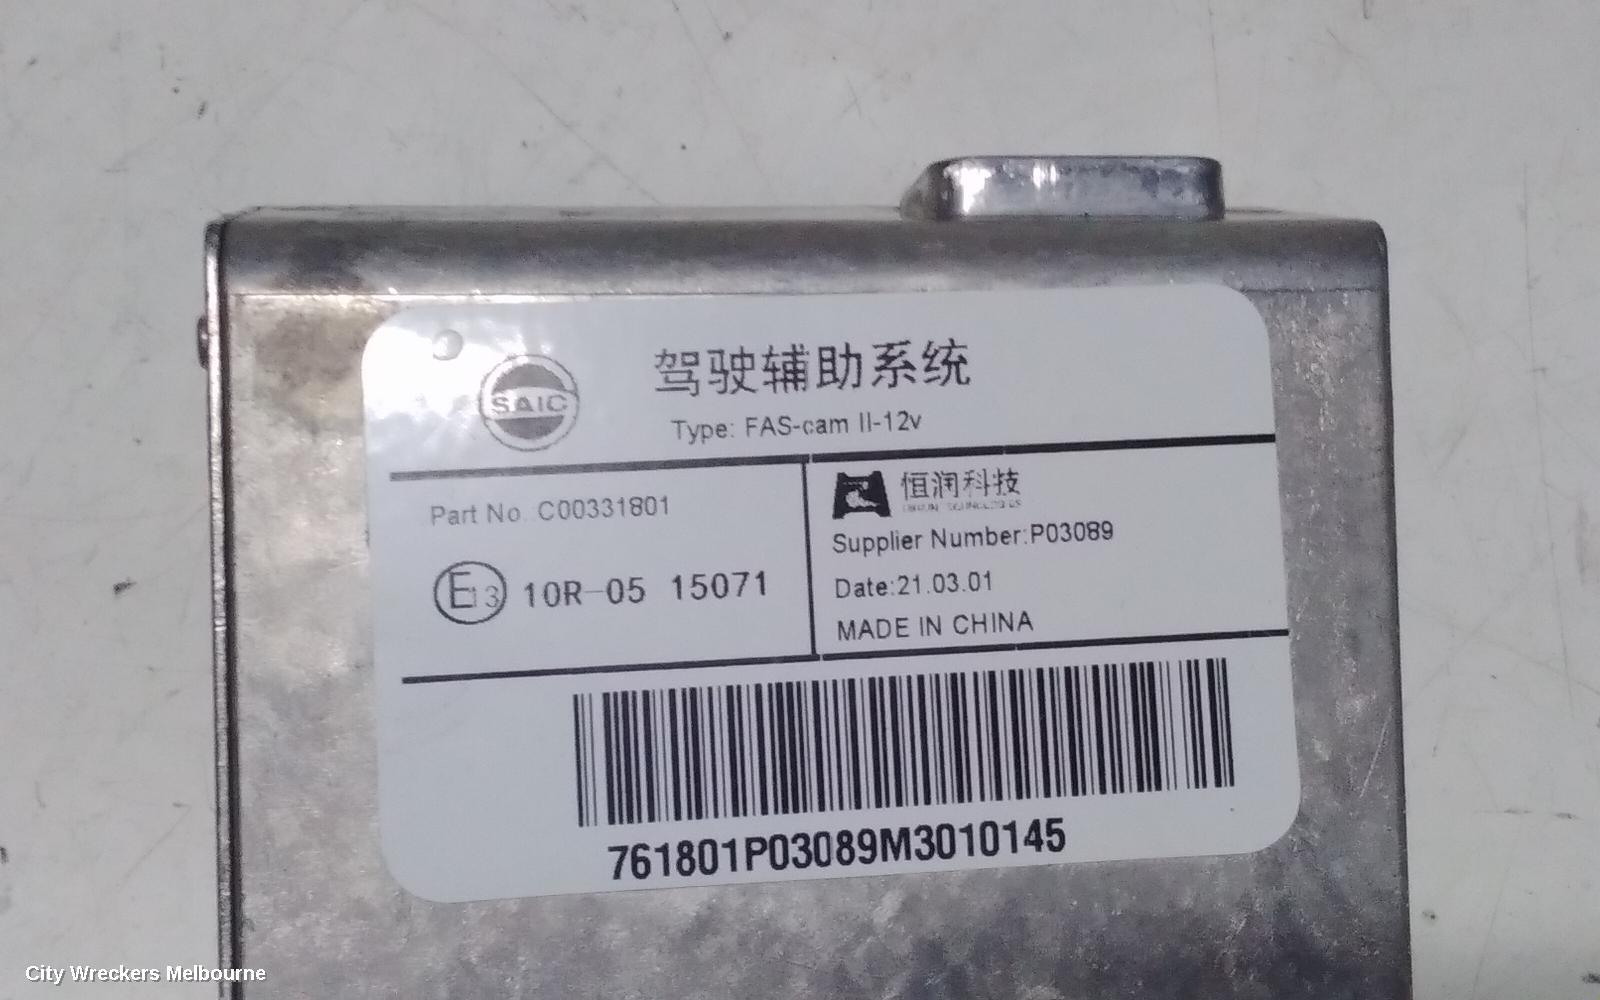 SAIC
驾驶辅助系统
Type: FAS-cam II-12v
Part No. C00331801
E13 10R-05 15071
恒润科技
Supplier Number:P03089
Date:21.03.01
MADE IN CHINA
761801P03089M3010145
City Wreckers Melbourne